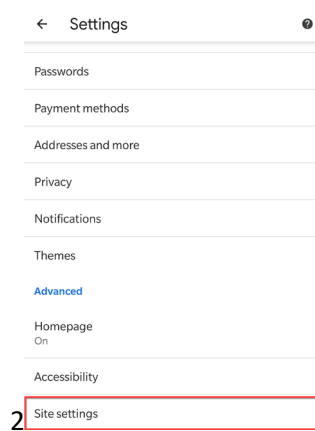 Settings
Passwords
Payment methods
Addresses and more
Privacy
Notifications
Themes
Advanced
Homepage
On
Accessibility
2 Site settings